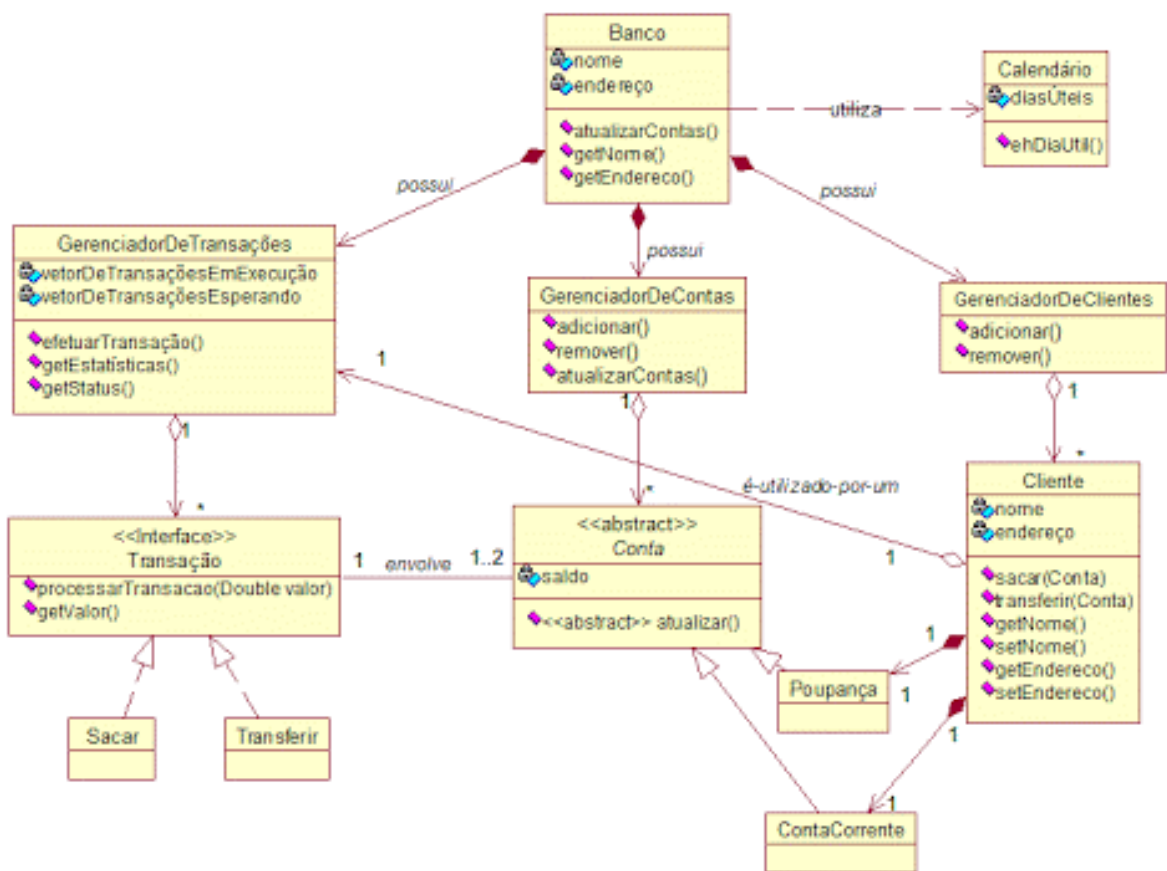 Banco
nome
endereço
atualizarContas()
getNome()
getEndereco()
utiliza
Calendário
diasÚteis
ehDiaUtil()
possui
possui
possui
GerenciadorDeTransações
vetorDeTransaçõesEmExecução
vetorDeTransaçõesEsperando
efetuarTransação()
getEstatísticas()
getStatus()
GerenciadorDeContas
adicionar()
remover()
atualizarContas()
GerenciadorDeClientes
adicionar()
remover()
1
1
1
1
*
*
*
é-utilizado-por-um
1
<<Interface>>
Transação
processarTransacao(Double valor)
getValor()
1
envolve
1..2
<<abstract>>
Conta
saldo
<<abstract>> atualizar()
Cliente
nome
endereço
sacar(Conta)
transferir(Conta)
getNome()
setNome()
getEndereco()
setEndereco()
1
1
Poupança
1
1
Sacar
Transferir
ContaCorrente